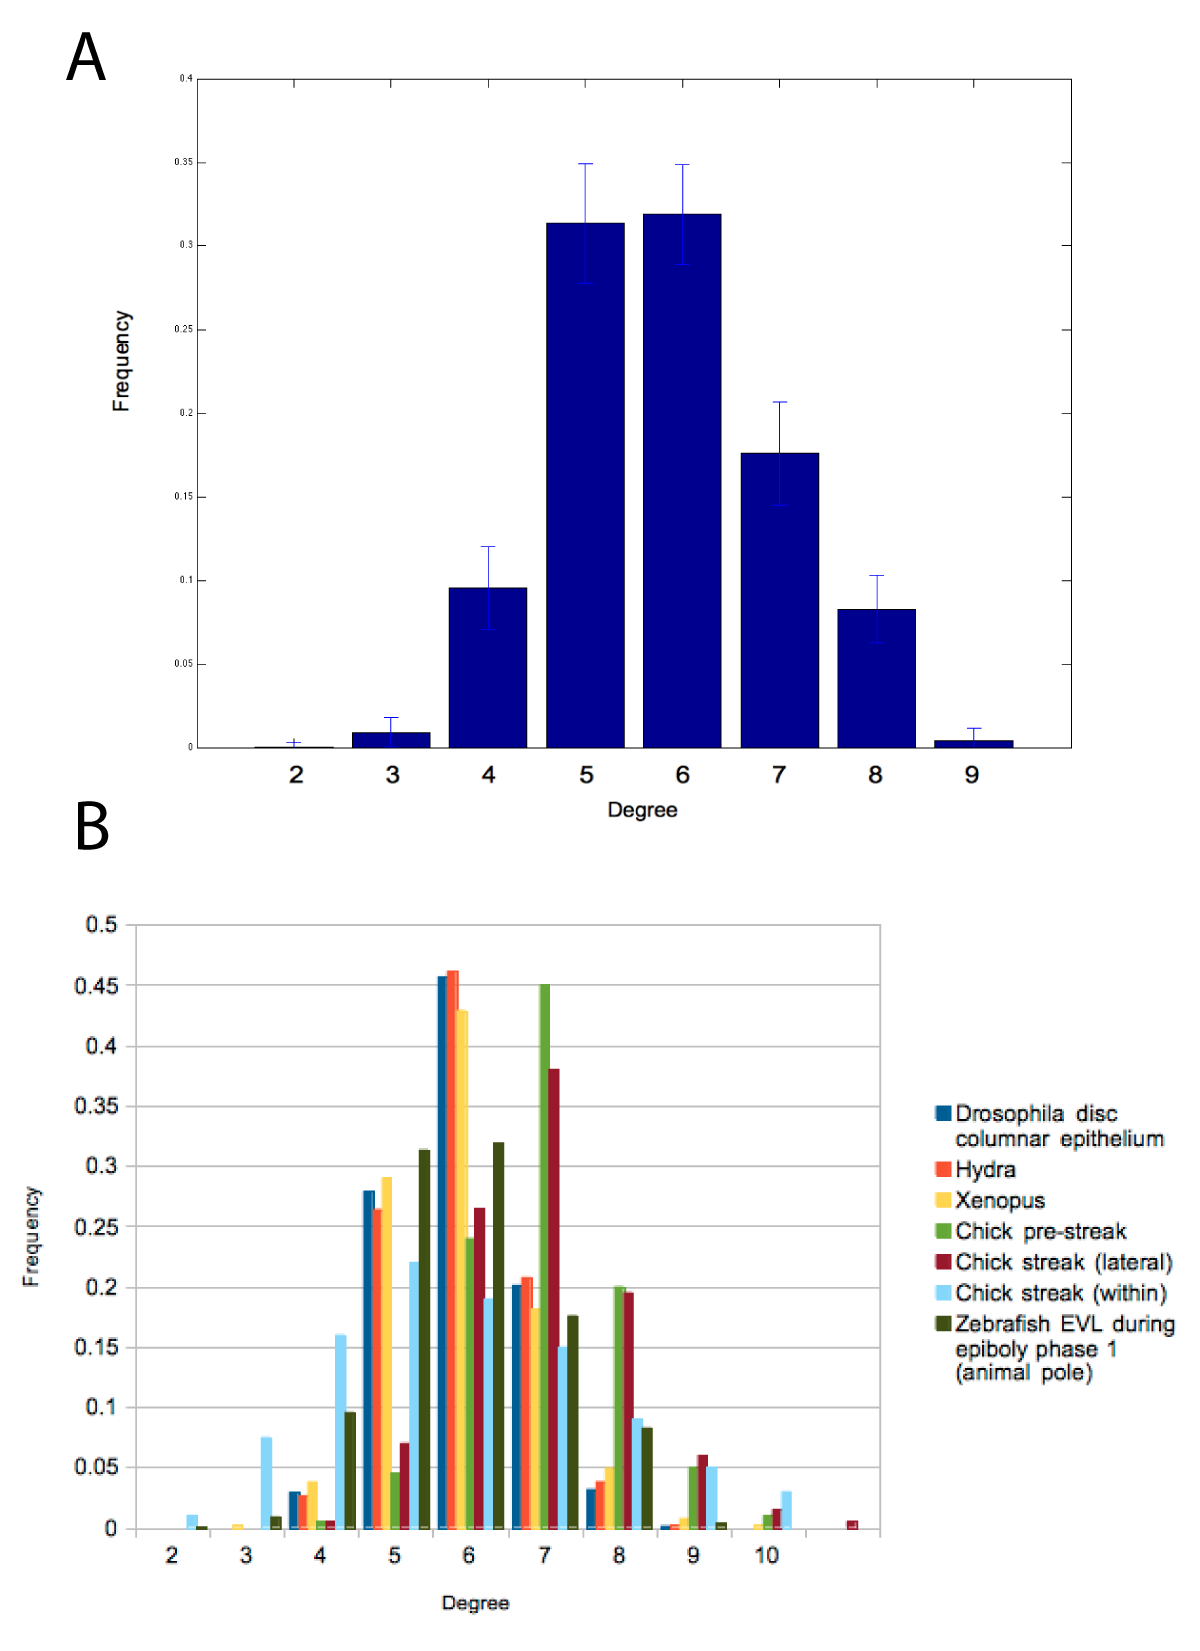 A
0.4
0.35
0.3
0.25
0.2
0.15
0.1
0.05
0
Frequency
2 3 4 5 6 7 8 9
Degree
B
0.5
0.45
0.4
0.35
0.3
0.25
0.2
0.15
0.1
0.05
0
Frequency
2 3 4 5 6 7 8 9 10
Degree
Drosophila disc
columnar epithelium
Hydra
Xenopus
Chick pre-streak
Chick streak (lateral)
Chick streak (within)
Zebrafish EVL during
epiboly phase 1
(animal pole)